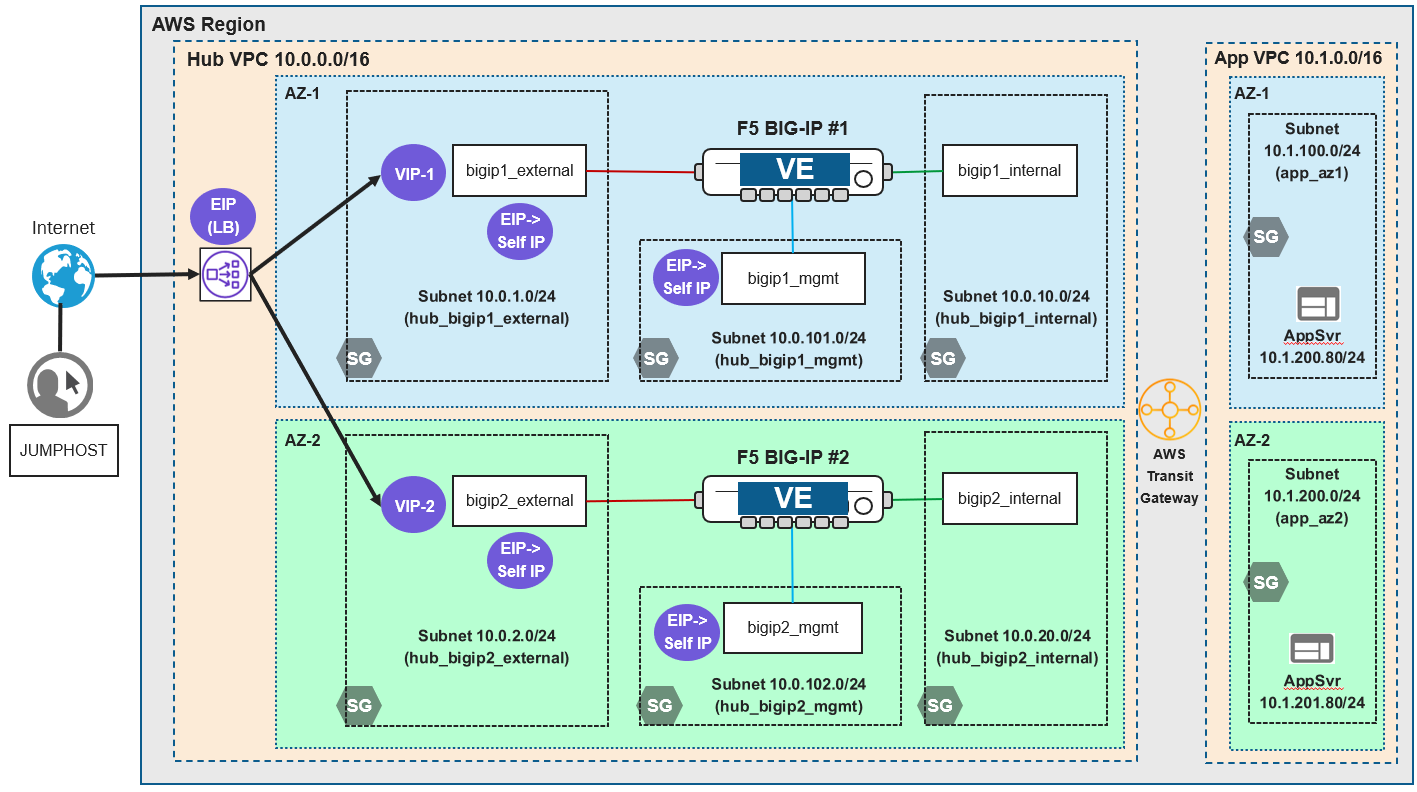 AWS Region
Hub VPC 10.0.0.0/16
AZ-1
VIP-1
bigip1_external
EIP->
Self IP
Subnet 10.0.1.0/24
(hub_bigip1_external)
SG
F5 BIG-IP #1
VE
EIP->
Self IP
bigip1_mgmt
Subnet 10.0.101.0/24
(hub_bigip1_mgmt)
SG
bigip1_internal
Subnet 10.0.10.0/24
(hub_bigip1_internal)
SG
EIP
(LB)
Internet
JUMPHOST
AZ-2
VIP-2
bigip2_external
EIP->
Self IP
Subnet 10.0.2.0/24
(hub_bigip2_external)
SG
F5 BIG-IP #2
VE
EIP->
Self IP
bigip2_mgmt
Subnet 10.0.102.0/24
(hub_bigip2_mgmt)
SG
bigip2_internal
Subnet 10.0.20.0/24
(hub_bigip2_internal)
SG
AWS
Transit
Gateway
App VPC 10.1.0.0/16
AZ-1
Subnet
10.1.100.0/24
(app_az1)
SG
AppSvr
10.1.200.80/24
AZ-2
Subnet
10.1.200.0/24
(app_az2)
SG
AppSvr
10.1.201.80/24